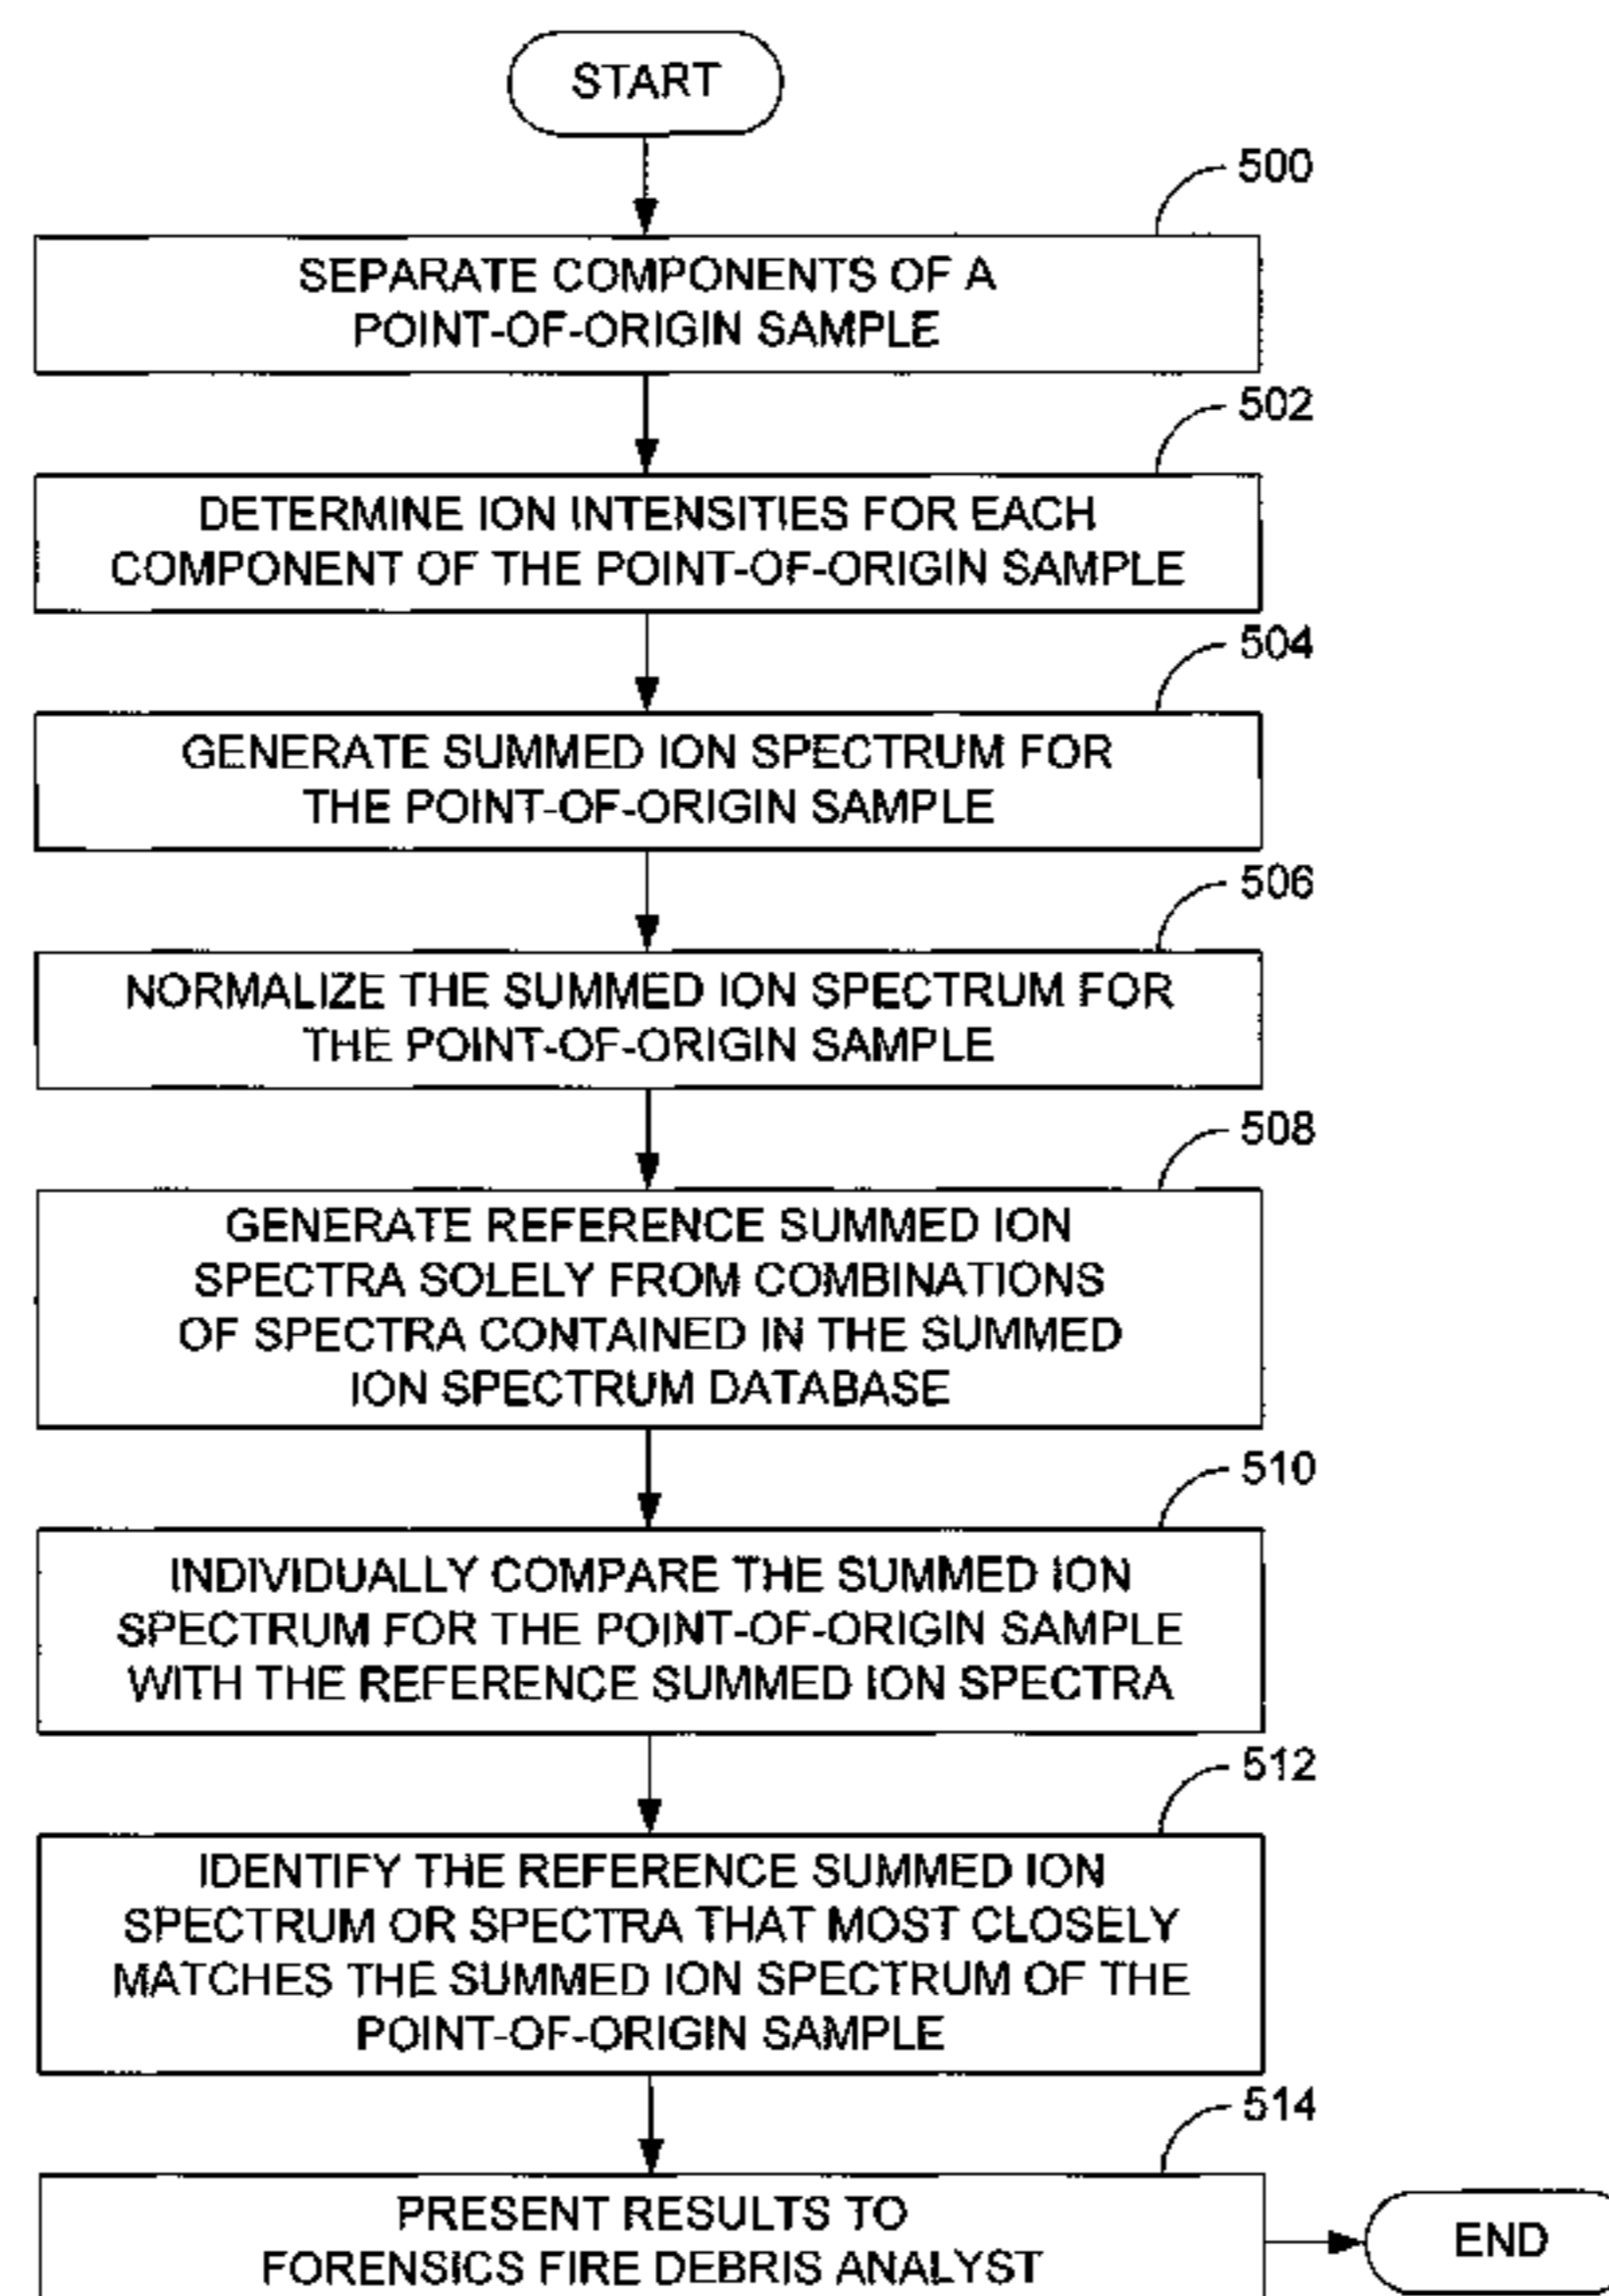 START
500
SEPARATE COMPONENTS OF A
POINT-OF-ORIGIN SAMPLE
502
DETERMINE ION INTENSITIES FOR EACH
COMPONENT OF THE POINT-OF-ORIGIN SAMPLE
504
GENERATE SUMMED ION SPECTRUM FOR
THE POINT-OF-ORIGIN SAMPLE
506
NORMALIZE THE SUMMED ION SPECTRUM FOR
THE POINT-OF-ORIGIN SAMPLE
508
GENERATE REFERENCE SUMMED ION
SPECTRA SOLELY FROM COMBINATIONS
OF SPECTRA CONTAINED IN THE SUMMED
ION SPECTRUM DATABASE
510
INDIVIDUALLY COMPARE THE SUMMED ION
SPECTRUM FOR THE POINT-OF-ORIGIN SAMPLE
WITH THE REFERENCE SUMMED ION SPECTRA
512
IDENTIFY THE REFERENCE SUMMED ION
SPECTRUM OR SPECTRA THAT MOST CLOSELY
MATCHES THE SUMMED ION SPECTRUM OF THE
POINT-OF-ORIGIN SAMPLE
514
PRESENT RESULTS TO
FORENSICS FIRE DEBRIS ANALYST
END